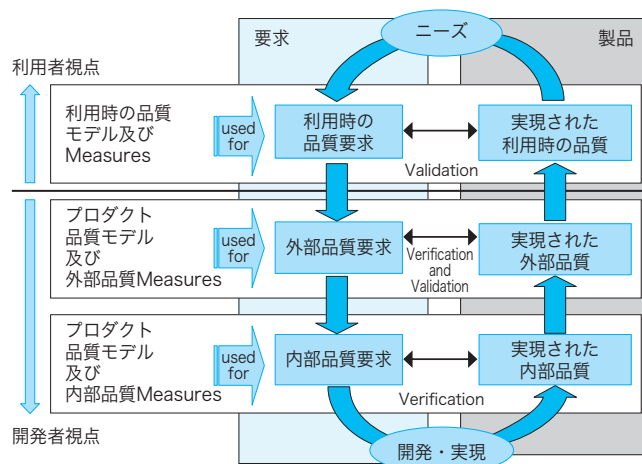 ニーズ
要求
製品
利用者視点
利用時の品質
モデル及び
Measures
used
for
利用時の
品質要求
実現された
利用時の品質
Validation
プロダクト
品質モデル
及び
外部品質Measures
used
for
外部品質要求
Verification
and
Validation
実現された
外部品質
プロダクト
品質モデル
及び
内部品質Measures
used
for
内部品質要求
実現された
内部品質
Verification
開発者視点
開発・実現